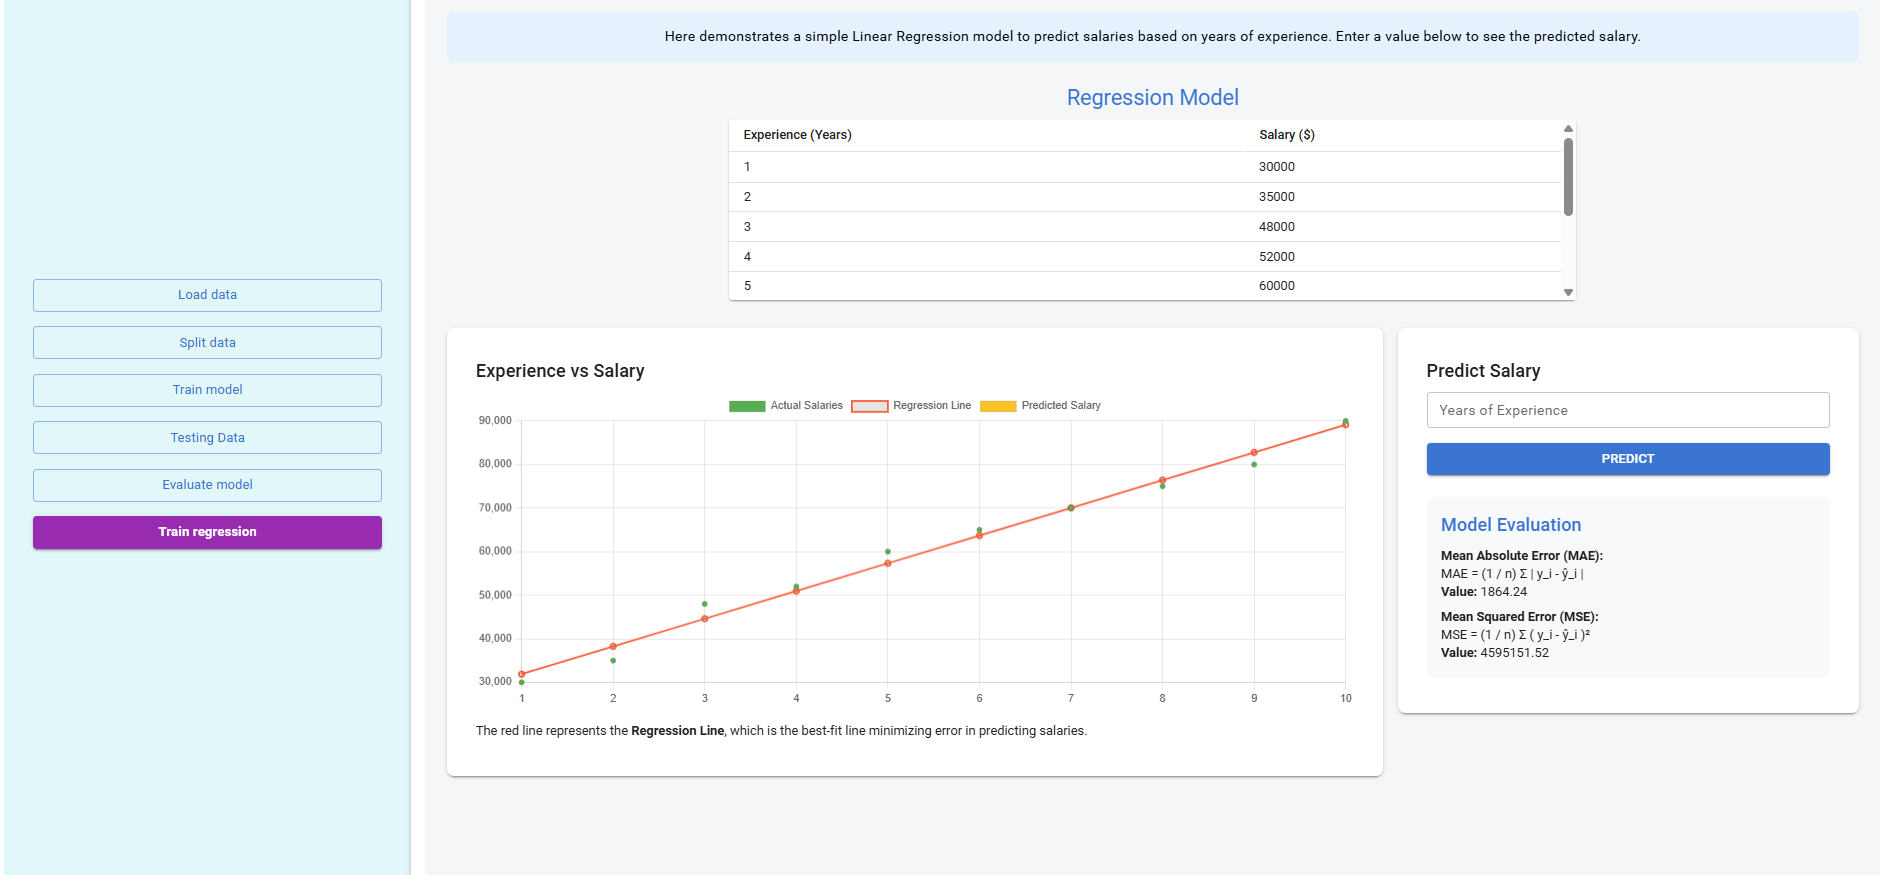 Here demonstrates a simple Linear Regression model to predict salaries based on years of experience. Enter a value below to see the predicted salary.
Regression Model
Experience (Years) Salary ($)
1 30000
2 35000
3 48000
4 52000
5 60000
Load data
Split data
Train model
Testing Data
Evaluate model
Train regression
Experience vs Salary
Actual Salaries Regression Line Predicted Salary
90,000
80,000
70,000
60,000
50,000
40,000
30,000
1 2 3 4 5 6 7 8 9 10
The red line represents the Regression Line, which is the best-fit line minimizing error in predicting salaries.
Predict Salary
Years of Experience
PREDICT
Model Evaluation
Mean Absolute Error (MAE):
MAE = (1 / n) Σ | y_i - ŷ_i |
Value: 1864.24
Mean Squared Error (MSE):
MSE = (1 / n) Σ ( y_i - ŷ_i )²
Value: 4595151.52